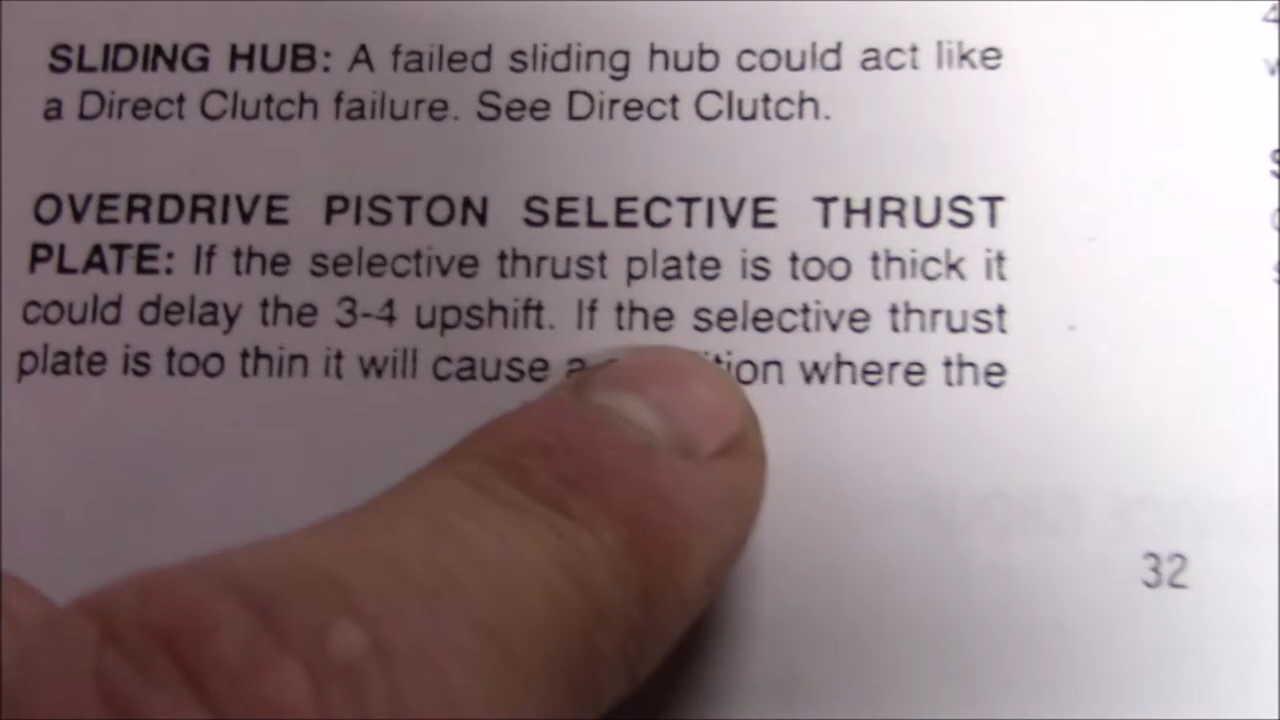 SLIDING HUB: A failed sliding hub could act like
a Direct Clutch failure. See Direct Clutch.
OVERDRIVE PISTON SELECTIVE THRUST
PLATE: If the selective thrust plate is too thick it
could delay the 3-4 upshift. If the selective thrust
plate is too thin it will cause a where the
32